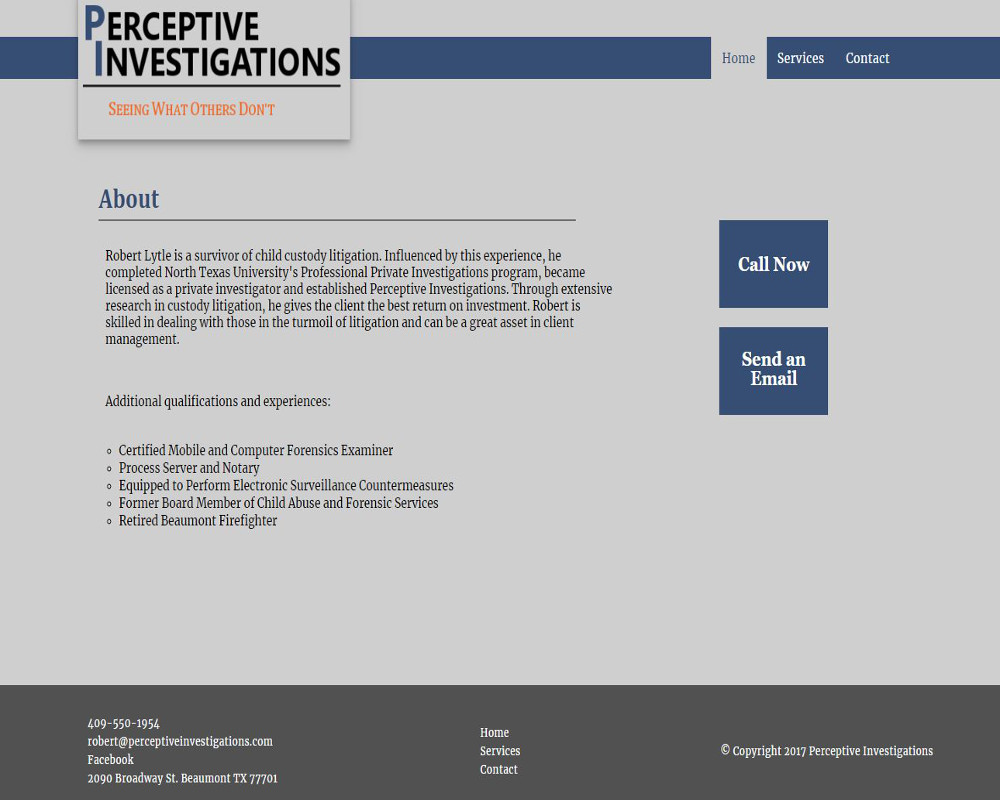 PERCEPTIVE
INVESTIGATIONS
SEEING WHAT OTHERS DON'T
Home Services Contact
About
Robert Lytle is a survivor of child custody litigation. Influenced by this experience, he
completed North Texas University's Professional Private Investigations program, became
licensed as a private investigator and established Perceptive Investigations. Through extensive
research in custody litigation, he gives the client the best return on investment. Robert is
skilled in dealing with those in the turmoil of litigation and can be a great asset in client
management.
Call Now
Send an
Email
Additional qualifications and experiences:
Certified Mobile and Computer Forensics Examiner
Process Server and Notary
Equipped to Perform Electronic Surveillance Countermeasures
Former Board Member of Child Abuse and Forensic Services
Retired Beaumont Firefighter
409-550-1954
robert@perceptiveinvestigations.com
Facebook
2090 Broadway St. Beaumont TX 77701
Home
Services
Contact
© Copyright 2017 Perceptive Investigations